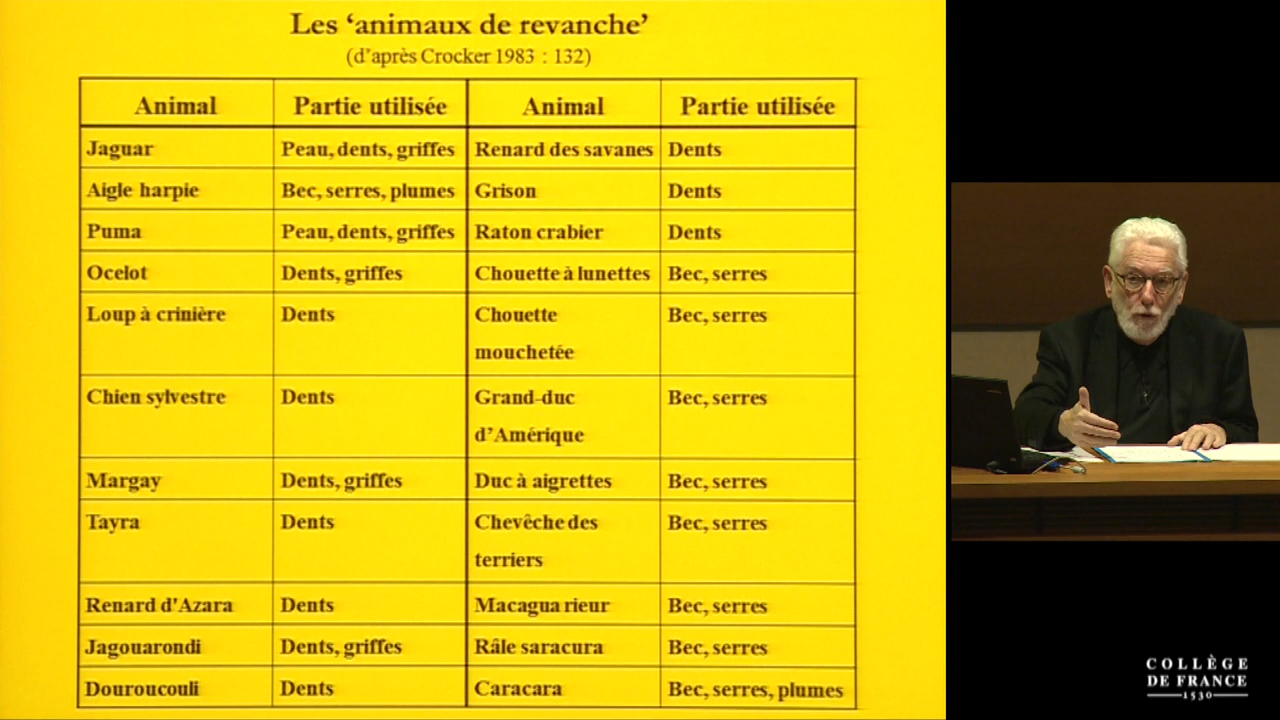 Les ‘animaux de revanche’
(d’après Crocker 1983 : 132)
Animal Partie utilisée Animal Partie utilisée
Jaguar Peau, dents, griffes Renard des savanes Dents
Aigle harpie Bec, serres, plumes Grison Dents
Puma Peau, dents, griffes Raton crabier Dents
Ocelot Dents, griffes Chouette à lunettes Bec, serres
Loup à crinière Dents Chouette Bec, serres
mouchetée
Chien sylvestre Dents Grand-duc Bec, serres
d’Amérique
Margay Dents, griffes Duc à aigrettes Bec, serres
Tayra Dents Chevêche des Bec, serres
terriers
Renard d'Azara Dents Macagua rieur Bec, serres
Jagouarondi Dents, griffes Râle saracura Bec, serres
Douroucouli Dents Caracara Bec, serres, plumes
COLLÈGE
DE FRANCE
1530